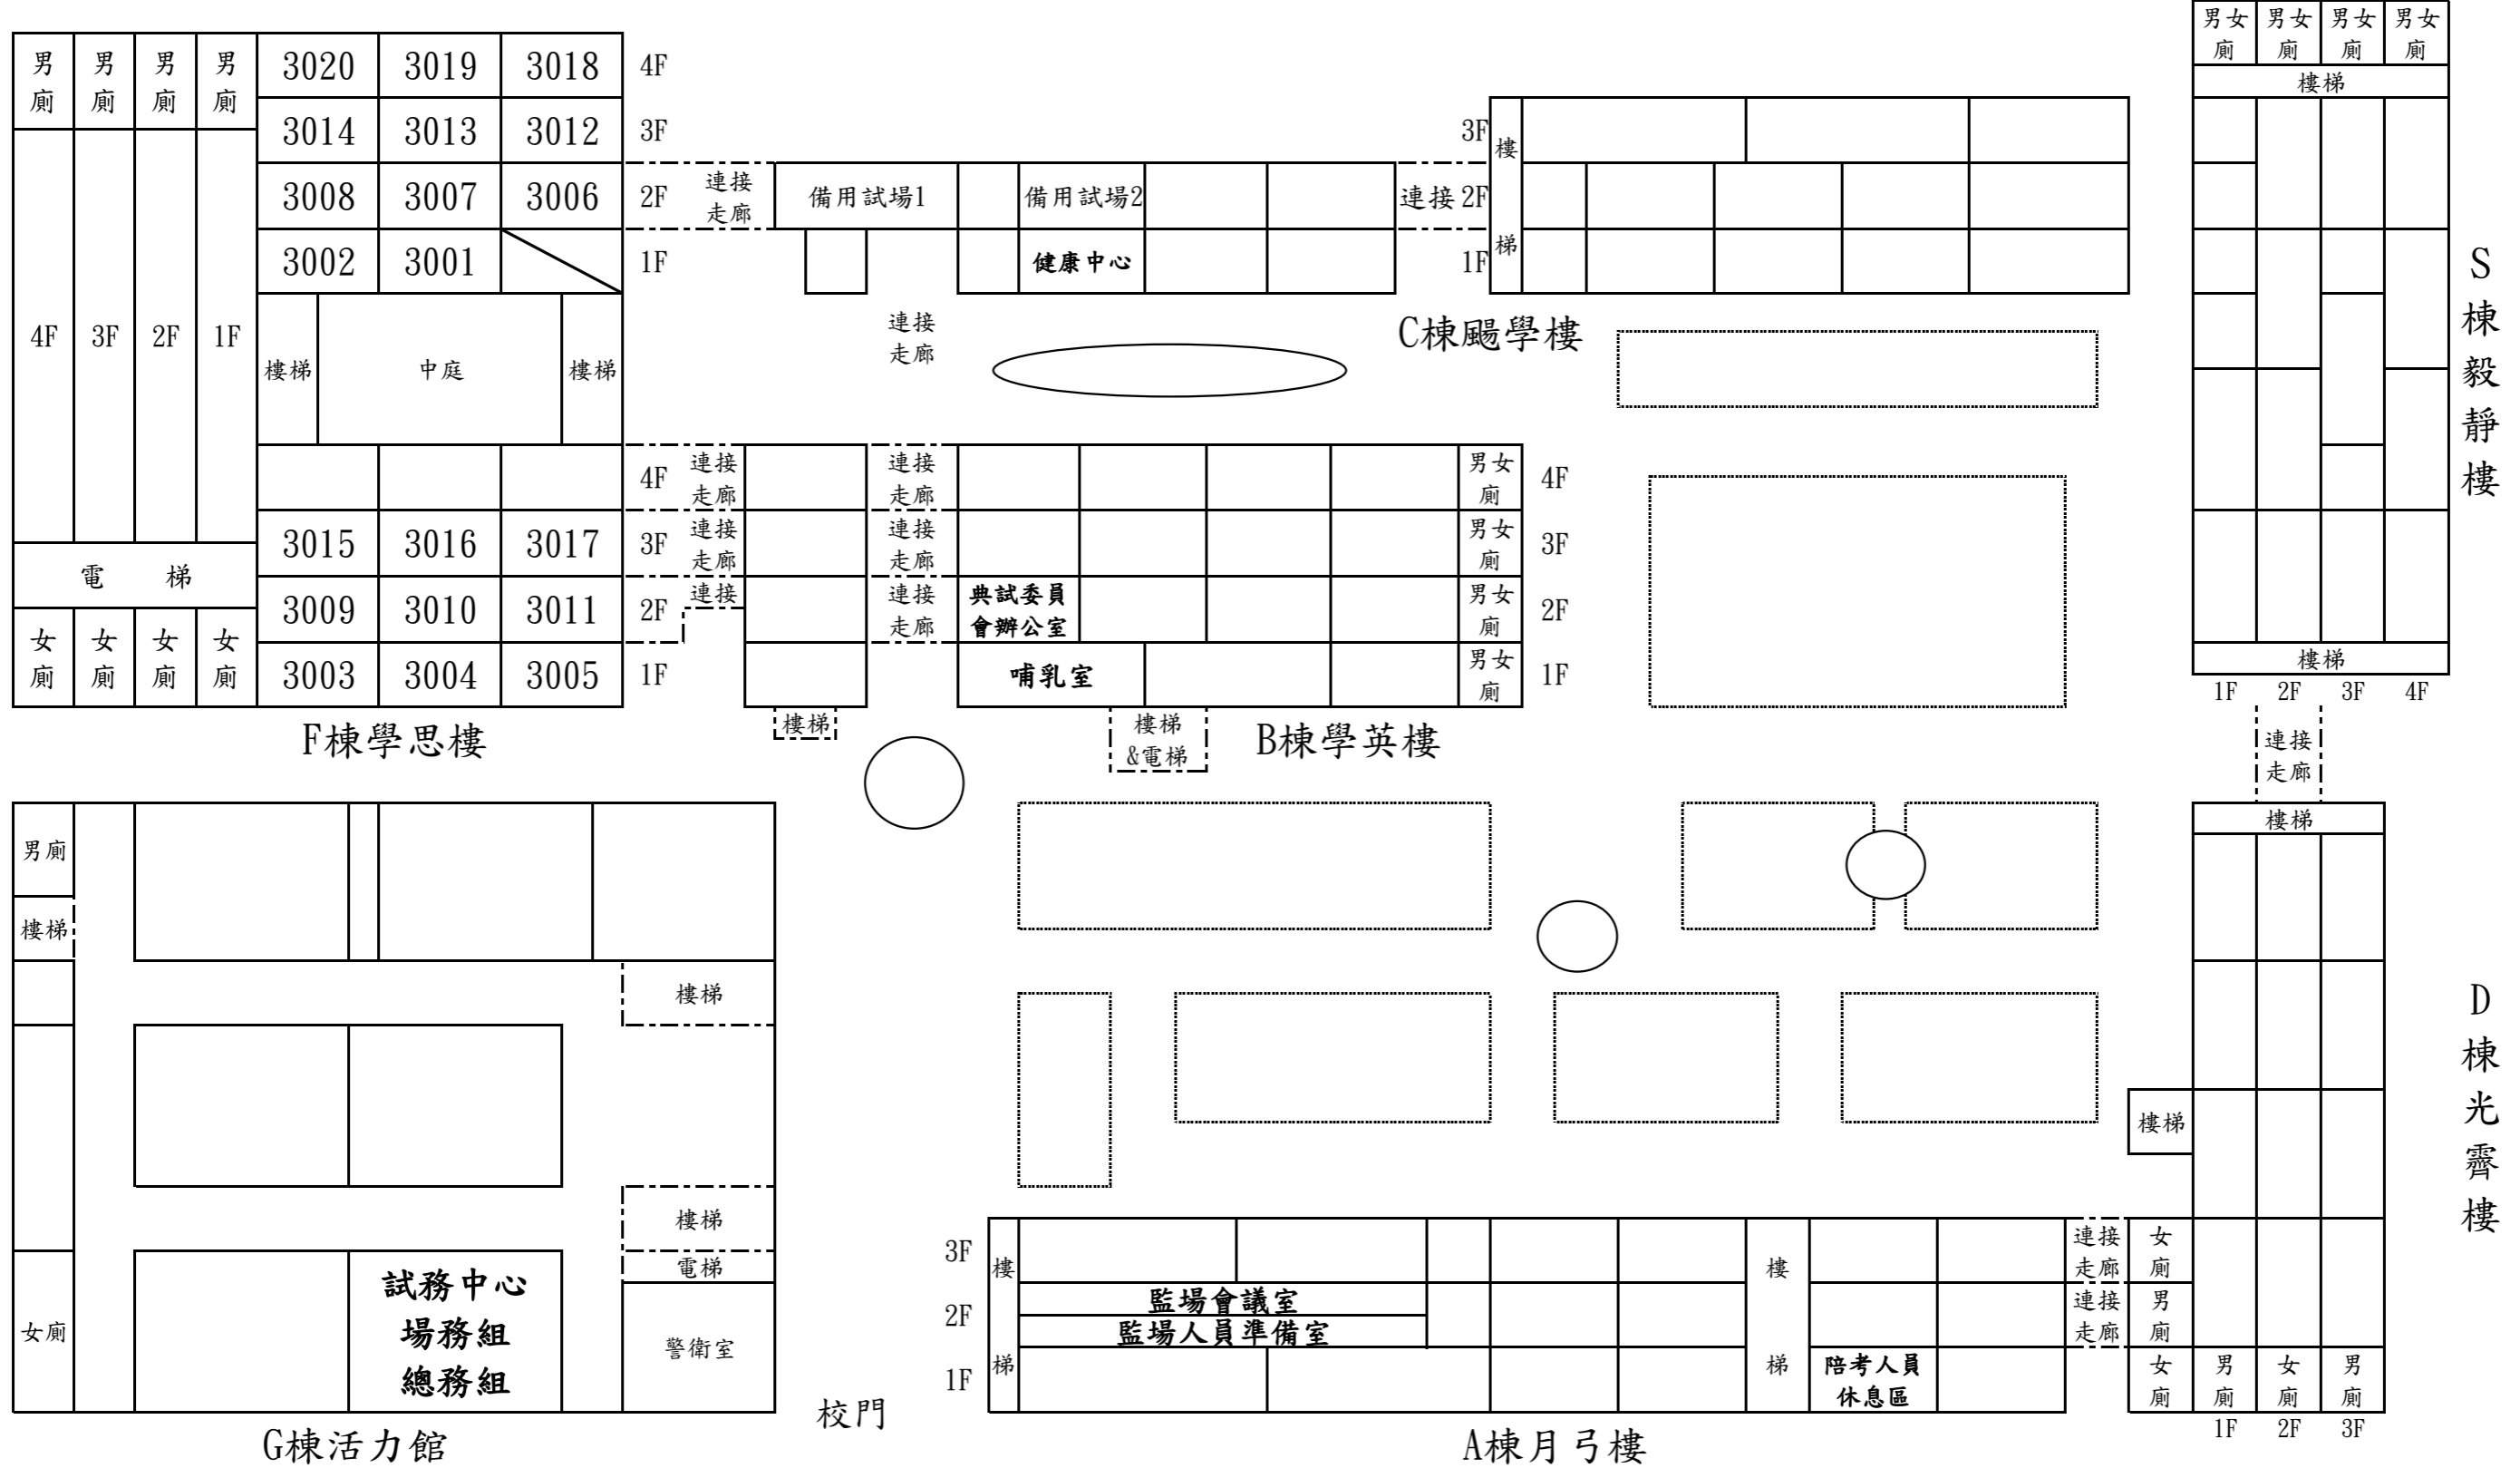 男女廁 男女廁 男女廁 男女廁
樓梯
男廁 男廁 男廁 男廁 3020 3019 3018 4F
3014 3013 3012 3F
3008 3007 3006 2F 連接走廊 備用試場1 備用試場2 連接 2F
3002 3001 1F 健康中心 1F
3F
樓梯
4F 3F 2F 1F
樓梯 中庭 樓梯
連接走廊
C棟颺學樓
S棟毅靜樓
4F 連接走廊 連接走廊 男女廁 4F
3015 3016 3017 3F 連接走廊 連接走廊 男女廁 3F
電 梯
3009 3010 3011 2F 連接 連接走廊 典試委員會辦公室 男女廁 2F
女廁 女廁 女廁 女廁 3003 3004 3005 1F 哺乳室 男女廁 1F
樓梯
1F 2F 3F 4F
F棟學思樓
樓梯
樓梯&電梯
B棟學英樓
連接走廊
樓梯
男廁
樓梯
樓梯
D棟光霽樓
樓梯
樓梯
電梯
女廁
試務中心
場務組
總務組
警衛室
校門
3F
2F
1F
樓梯
監場會議室
監場人員準備室
樓梯
陪考人員休息區
連接走廊 女廁
連接走廊 男廁
女廁 男廁 女廁 男廁
1F 2F 3F
G棟活力館
A棟月弓樓